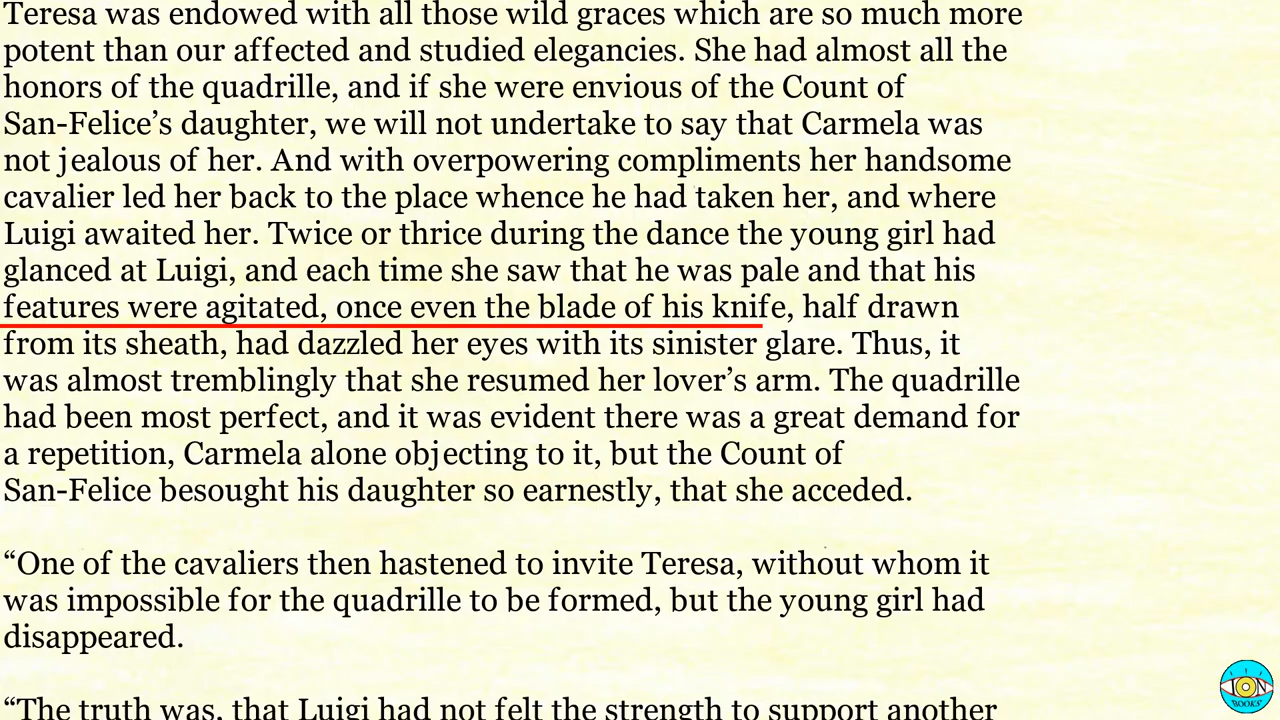 Teresa was endowed with all those wild graces which are so much more
potent than our affected and studied elegancies. She had almost all the
honors of the quadrille, and if she were envious of the Count of
San-Felice’s daughter, we will not undertake to say that Carmela was
not jealous of her. And with overpowering compliments her handsome
cavalier led her back to the place whence he had taken her, and where
Luigi awaited her. Twice or thrice during the dance the young girl had
glanced at Luigi, and each time she saw that he was pale and that his
features were agitated, once even the blade of his knife, half drawn
from its sheath, had dazzled her eyes with its sinister glare. Thus, it
was almost tremblingly that she resumed her lover’s arm. The quadrille
had been most perfect, and it was evident there was a great demand for
a repetition, Carmela alone objecting to it, but the Count of
San-Felice besought his daughter so earnestly, that she acceded.
“One of the cavaliers then hastened to invite Teresa, without whom it
was impossible for the quadrille to be formed, but the young girl had
disappeared.
“The truth was, that Luigi had not felt the strength to support another
ION
BOOKS